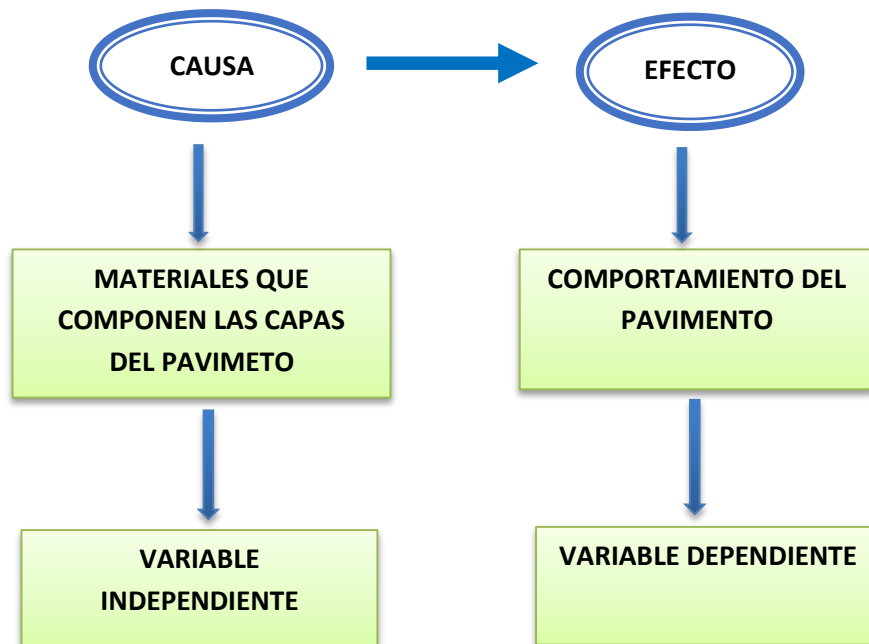 CAUSA
EFECTO
MATERIALES QUE
COMPONEN LAS CAPAS
DEL PAVIMETO
COMPORTAMIENTO DEL
PAVIMENTO
VARIABLE
INDEPENDIENTE
VARIABLE DEPENDIENTE